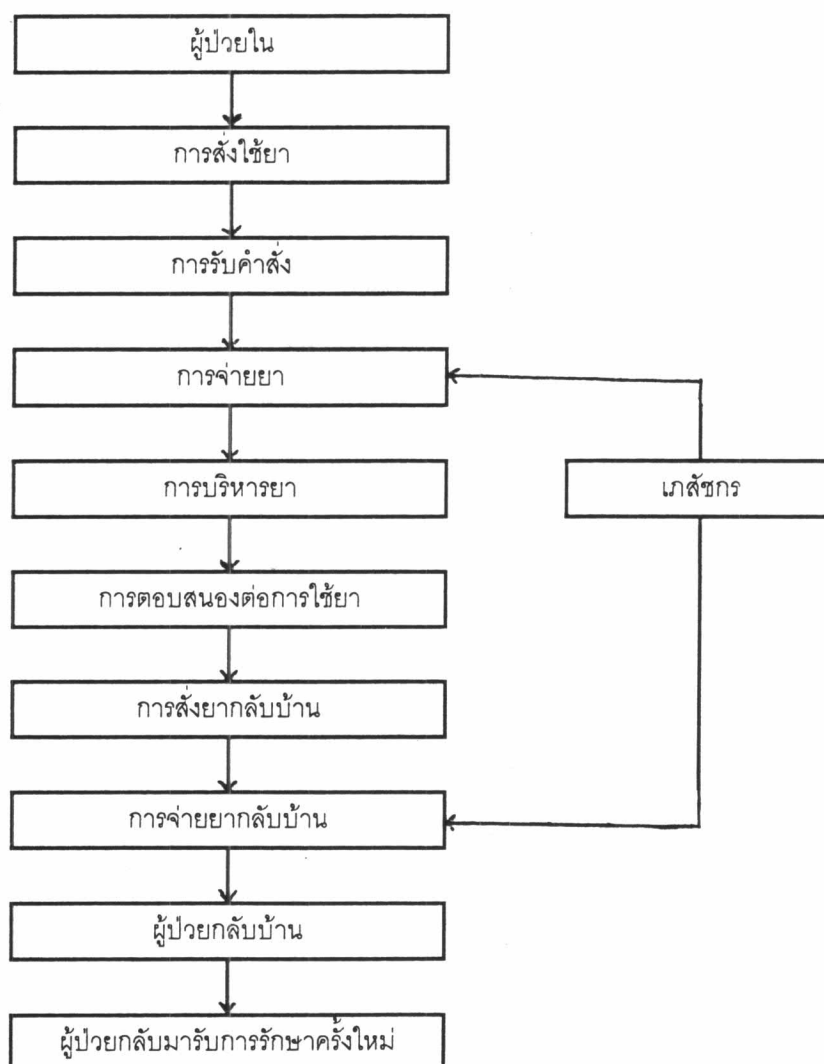 ผู้ป่วยใน
การสั่งใช้ยา
การรับคำสั่ง
การจ่ายยา
การบริหารยา
เภสัชกร
การตอบสนองต่อการใช้ยา
การสั่งยากลับบ้าน
การจ่ายยากลับบ้าน
ผู้ป่วยกลับบ้าน
ผู้ป่วยกลับมารับการรักษาครั้งใหม่